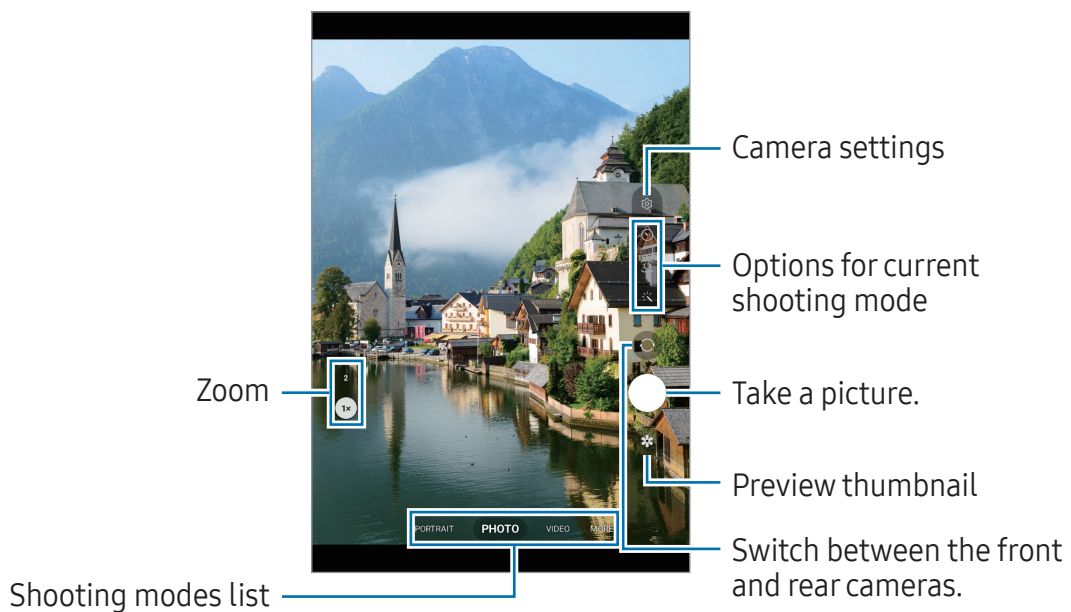 Camera settings
Options for current
shooting mode
2
Zoom
1×
Take a picture.
Preview thumbnail
PORTRAIT PHOTO VIDEO MORE
Switch between the front
and rear cameras.
Shooting modes list